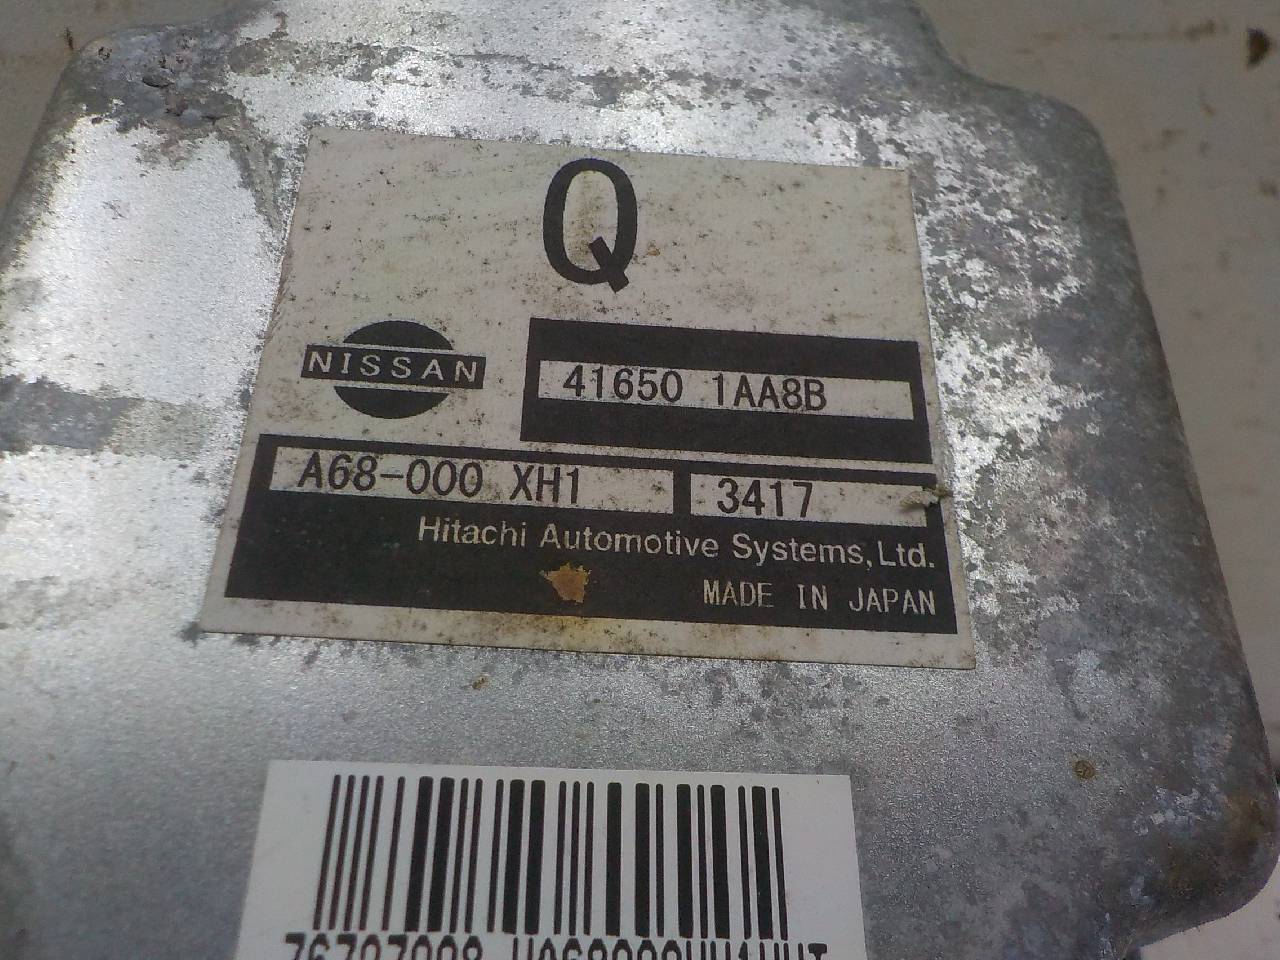 Q
NISSAN
41650 1AA8B
A68-000 XH1 3417
Hitachi Automotive Systems, Ltd.
MADE IN JAPAN